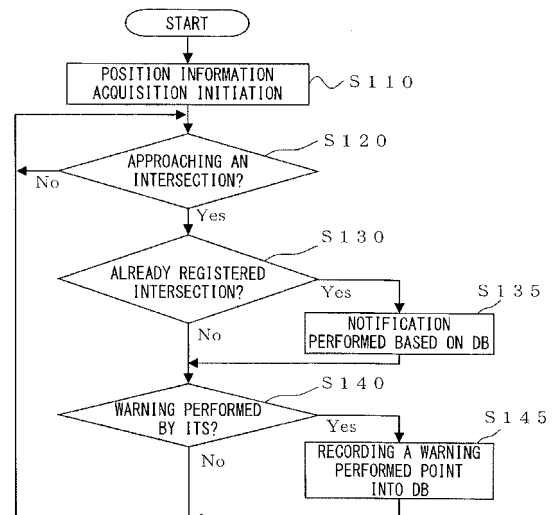 START
POSITION INFORMATION
ACQUISITION INITIATION
S110
APPROACHING AN
INTERSECTION?
S120
No
Yes
ALREADY REGISTERED
INTERSECTION?
S130
Yes
No
NOTIFICATION
PERFORMED BASED ON DB
S135
WARNING PERFORMED
BY ITS?
S140
Yes
No
RECORDING A WARNING
PERFORMED POINT
INTO DB
S145